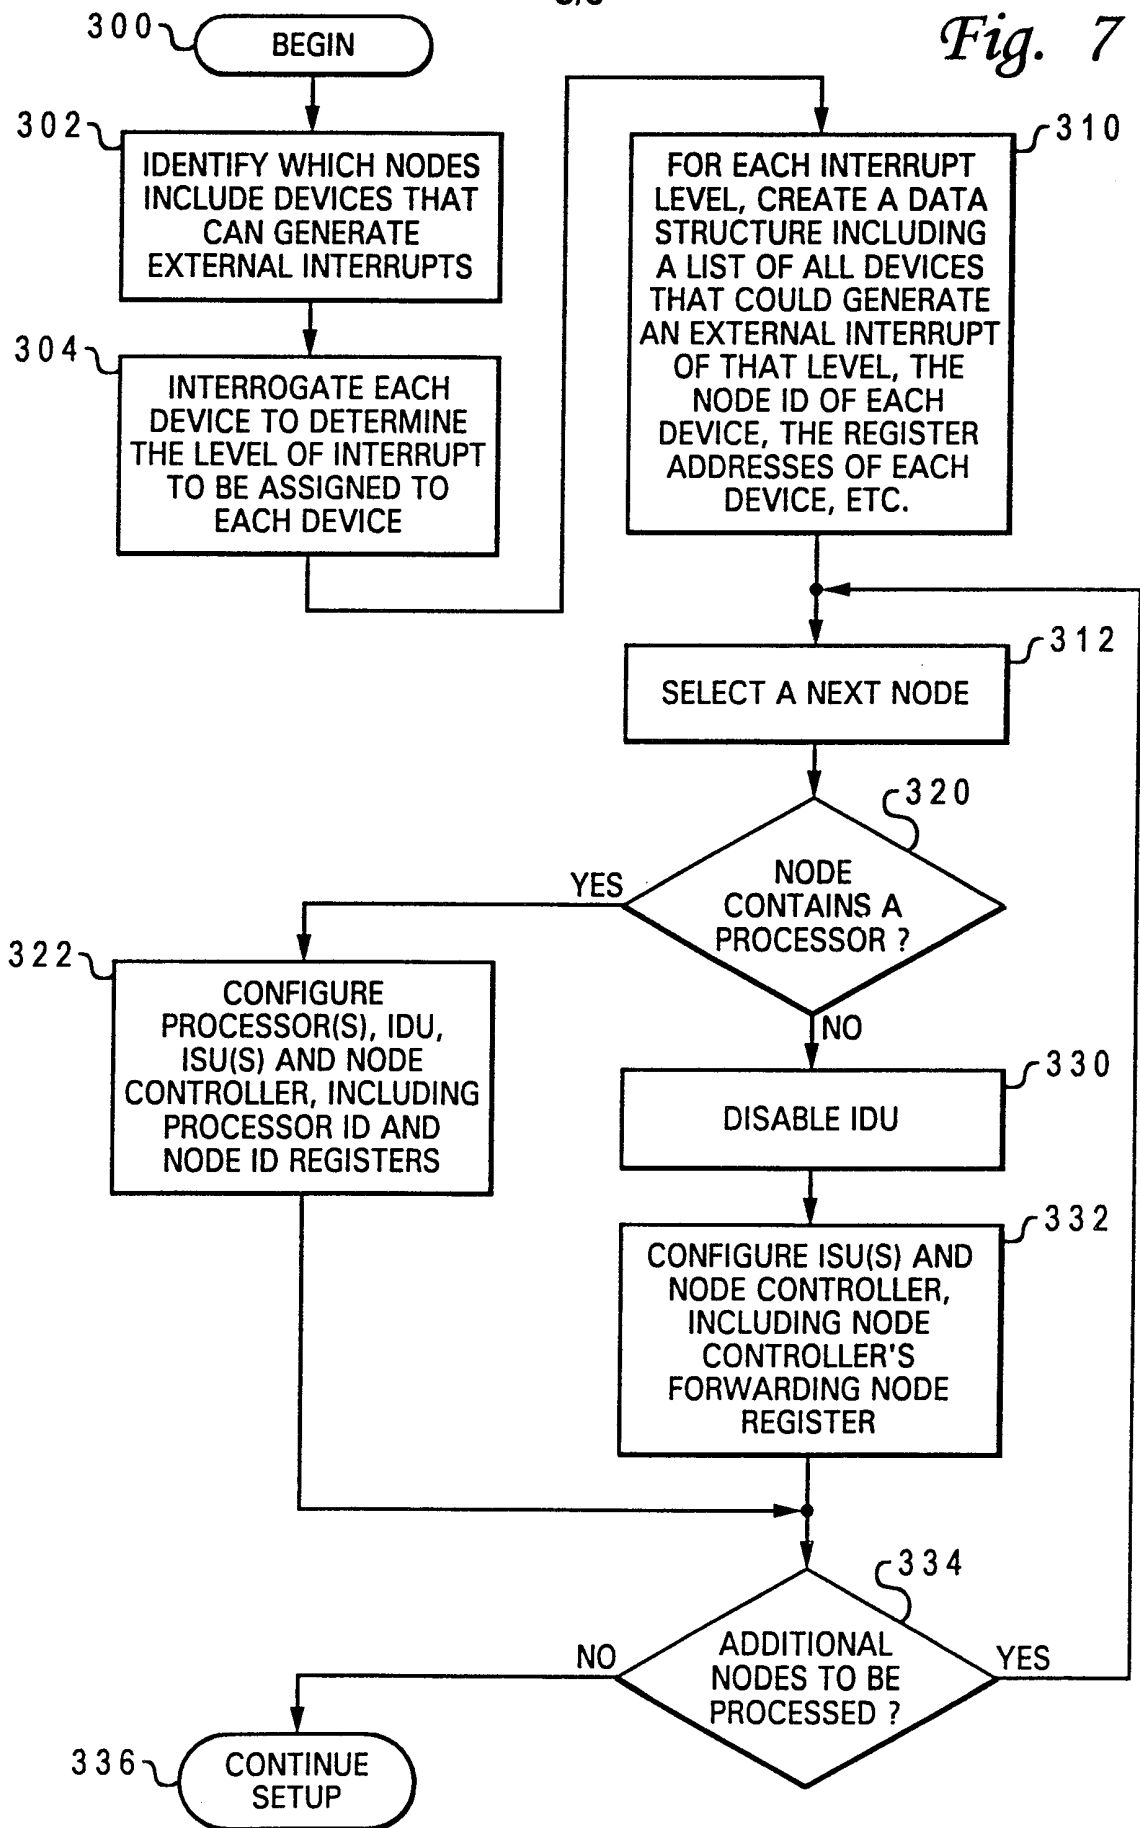 Fig. 7
300
BEGIN
302
IDENTIFY WHICH NODES
INCLUDE DEVICES THAT
CAN GENERATE
EXTERNAL INTERRUPTS
304
INTERROGATE EACH
DEVICE TO DETERMINE
THE LEVEL OF INTERRUPT
TO BE ASSIGNED TO
EACH DEVICE
310
FOR EACH INTERRUPT
LEVEL, CREATE A DATA
STRUCTURE INCLUDING
A LIST OF ALL DEVICES
THAT COULD GENERATE
AN EXTERNAL INTERRUPT
OF THAT LEVEL, THE
NODE ID OF EACH
DEVICE, THE REGISTER
ADDRESSES OF EACH
DEVICE, ETC.
312
SELECT A NEXT NODE
320
NODE
CONTAINS A
PROCESSOR ?
YES
322
CONFIGURE
PROCESSOR(S), IDU,
ISU(S) AND NODE
CONTROLLER, INCLUDING
PROCESSOR ID AND
NODE ID REGISTERS
NO
330
DISABLE IDU
332
CONFIGURE ISU(S) AND
NODE CONTROLLER,
INCLUDING NODE
CONTROLLER'S
FORWARDING NODE
REGISTER
334
ADDITIONAL
NODES TO BE
PROCESSED ?
NO
YES
336
CONTINUE
SETUP